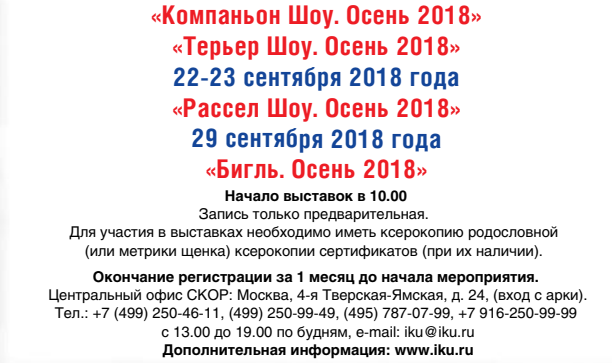 «Компаньон Шоу. Осень 2018»
«Терьер Шоу. Осень 2018»
22-23 сентября 2018 года
«Рассел Шоу. Осень 2018»
29 сентября 2018 года
«Бигль. Осень 2018»
Начало выставок в 10.00
Запись только предварительная.
Для участия в выставках необходимо иметь ксерокопию родословной
(или метрики щенка) ксерокопии сертификатов (при их наличии).
Окончание регистрации за 1 месяц до начала мероприятия.
Центральный офис СКОР: Москва, 4-я Тверская-Ямская, д. 24, (вход с арки).
Тел.: +7 (499) 250-46-11, (499) 250-99-49, (495) 787-07-99, +7 916-250-99-99
с 13.00 до 19.00 по будням, e-mail: iku@iku.ru
Дополнительная информация: www.iku.ru